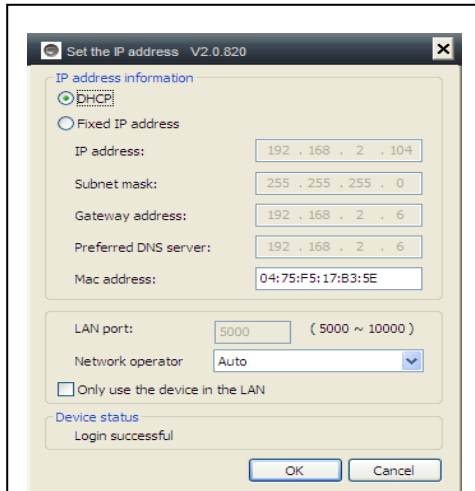 Set the IP address V2.0.820
IP address information
DHCP
Fixed IP address
IP address: 192 . 168 . 2 . 104
Subnet mask: 255 . 255 . 255 . 0
Gateway address: 192 . 168 . 2 . 6
Preferred DNS server: 192 . 168 . 2 . 6
Mac address: 04:75:F5:17:B3:5E
LAN port: 5000 ( 5000 ~ 10000 )
Network operator Auto
Only use the device in the LAN
Device status
Login successful
OK Cancel